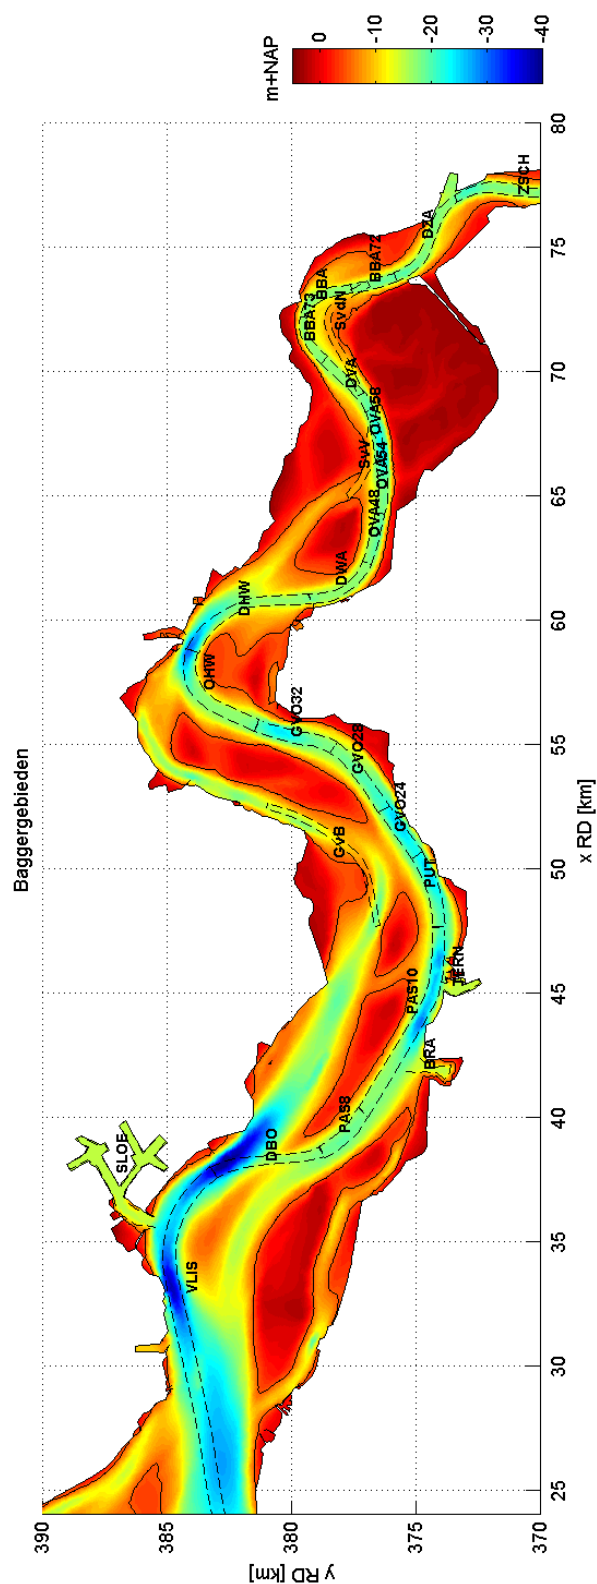 Baggergebieden
m+NAP
0
-10
-20
-30
-40
390
385
380
375
370
y RD [km]
25
30
35
40
45
50
55
60
65
70
75
80
x RD [km]
VLIS
SLOE
DBO
PAS8
BRA
PAS10
TERN
PUT
GvB
GVO24
GVO28
GVO32
OHW
DHW
DWA
OVA48
SvV
OVA54
OVA58
DVA
BBA73
SvdN
BBA
BBA72
DZA
ZSCH